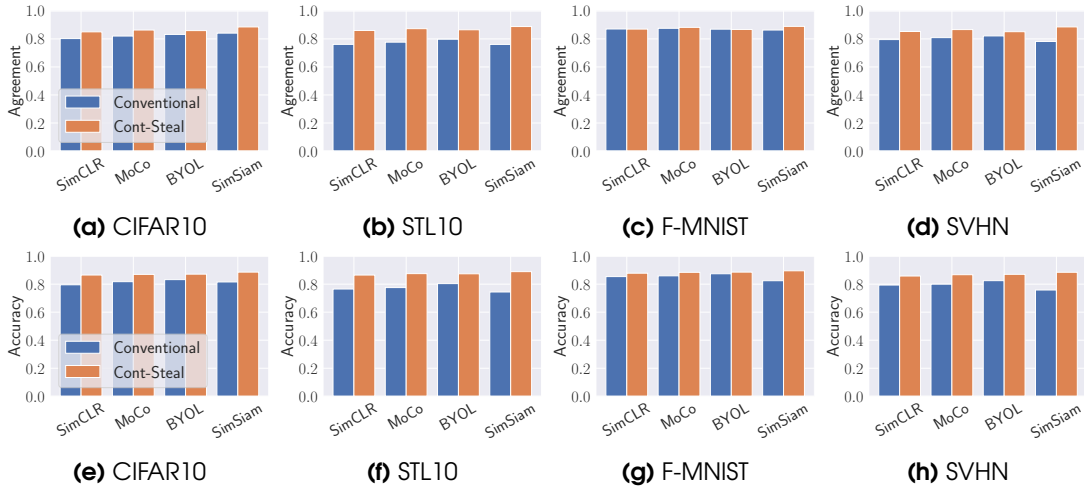 1.0
0.8
0.6
0.4
0.2
0.0
Agreement
Conventional
Cont-Steal
SimCLR
MoCo
BYOL
SimSiam
(a) CIFAR10
1.0
0.8
0.6
0.4
0.2
0.0
Agreement
SimCLR
MoCo
BYOL
SimSiam
(b) STL10
1.0
0.8
0.6
0.4
0.2
0.0
Agreement
SimCLR
MoCo
BYOL
SimSiam
(c) F-MNIST
1.0
0.8
0.6
0.4
0.2
0.0
Agreement
SimCLR
MoCo
BYOL
SimSiam
(d) SVHN
1.0
0.8
0.6
0.4
0.2
0.0
Accuracy
Conventional
Cont-Steal
SimCLR
MoCo
BYOL
SimSiam
(e) CIFAR10
1.0
0.8
0.6
0.4
0.2
0.0
Accuracy
SimCLR
MoCo
BYOL
SimSiam
(f) STL10
1.0
0.8
0.6
0.4
0.2
0.0
Accuracy
SimCLR
MoCo
BYOL
SimSiam
(g) F-MNIST
1.0
0.8
0.6
0.4
0.2
0.0
Accuracy
SimCLR
MoCo
BYOL
SimSiam
(h) SVHN